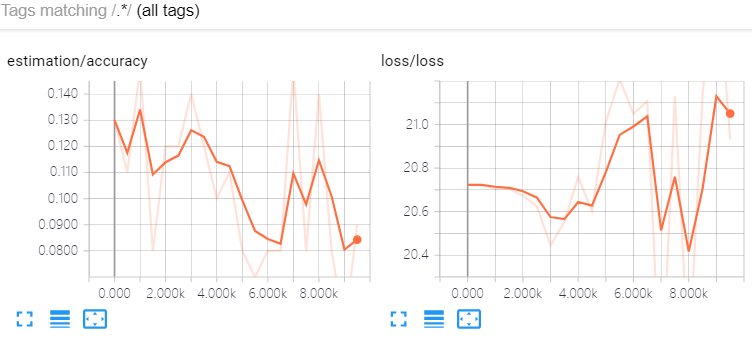 Tags matching /.*/ (all tags)
estimation/accuracy
0.140
0.130
0.120
0.110
0.100
0.0900
0.0800
0.000 2.000k 4.000k 6.000k 8.000k
loss/loss
21.0
20.8
20.6
20.4
0.000 2.000k 4.000k 6.000k 8.000k